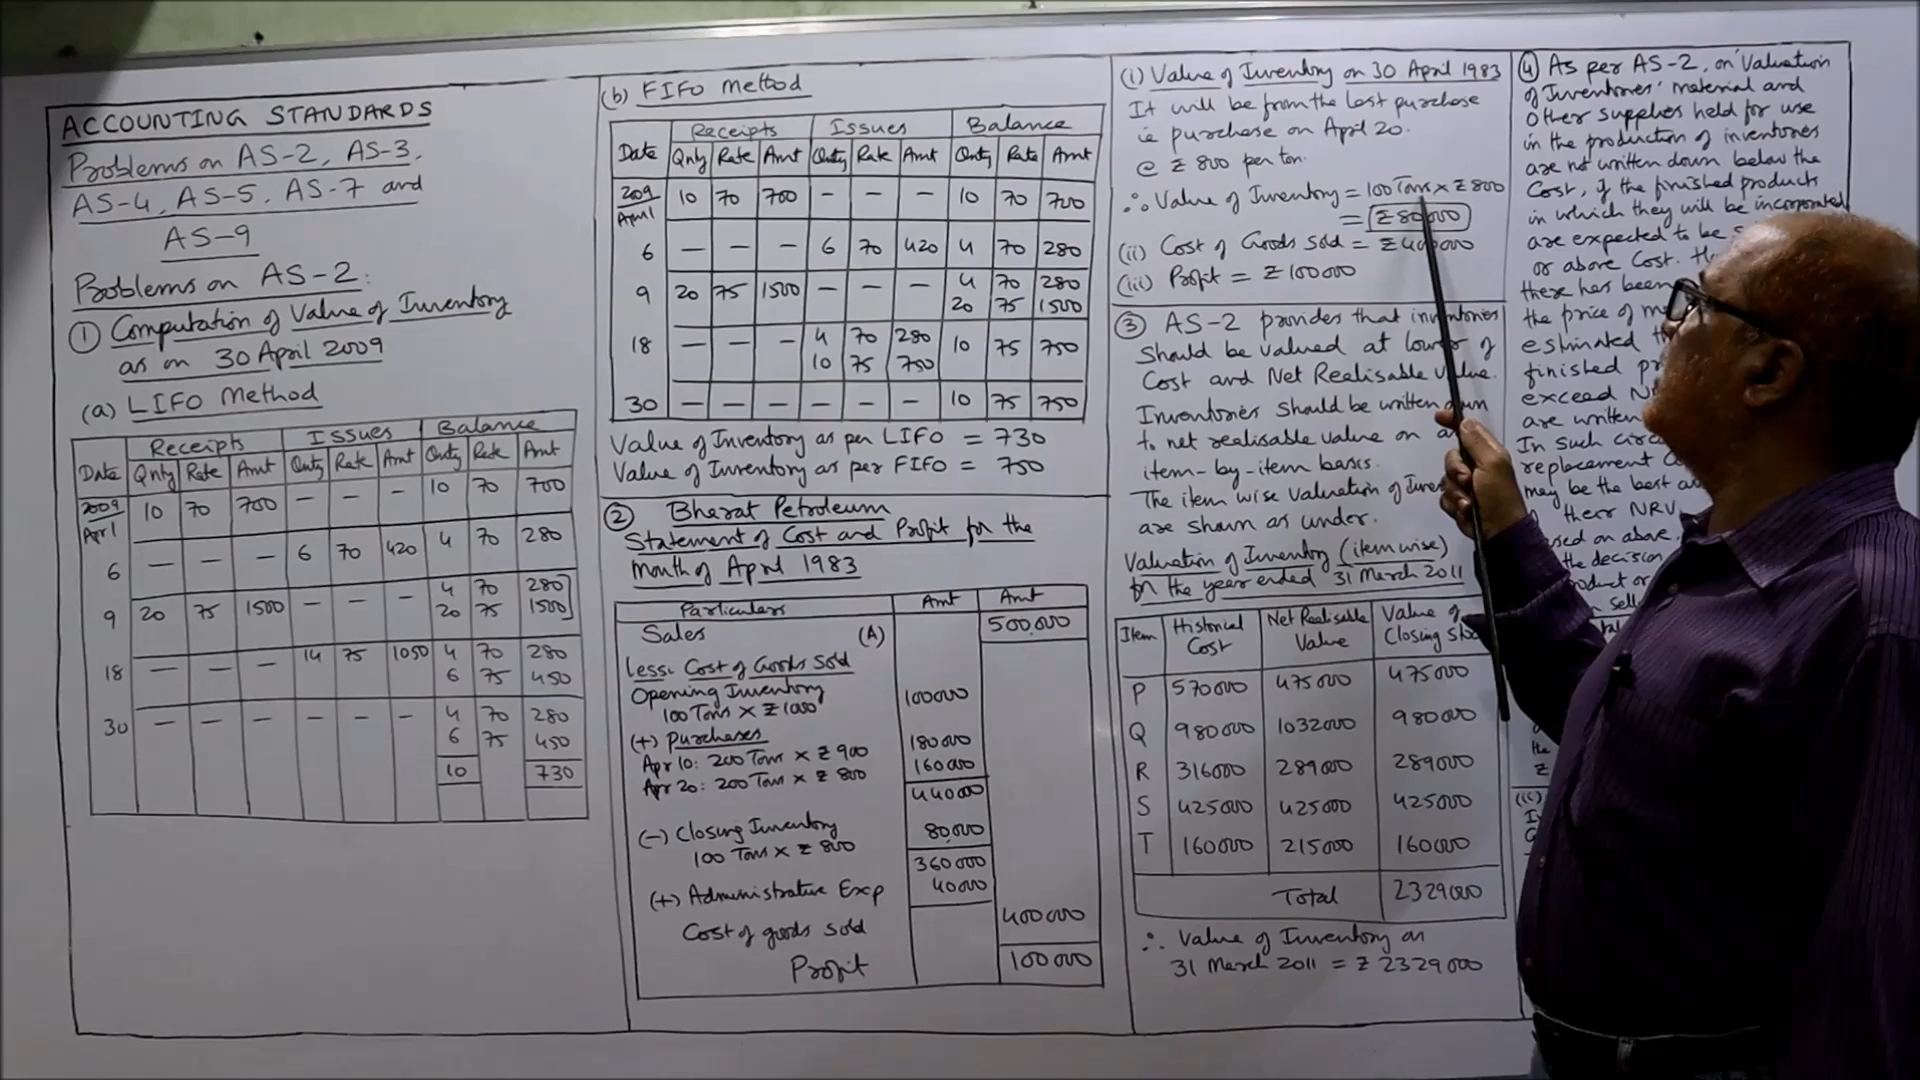 ACCOUNTING STANDARDS
Problems on AS-2, AS-3,
AS-4, AS-5, AS-7 and
AS-9
Problems on AS-2:
① Computation of Value of Inventory
as on 30 April 2009
(a) LIFO Method
Receipts Issues Balance
Date Qnty Rate Amt Qnty Rate Amt Qnty Rate Amt
2009 April 10 70 700 — — — 10 70 700
6 — — — 6 70 420 4 70 280
9 20 75 1500 — — — 4 70 280
20 75 1500
18 — — — 14 75 1050 4 70 280
6 75 450
30 — — — — — — 4 70 280
6 75 450
10 730
(b) FIFO Method
Receipts Issues Balance
Date Qnty Rate Amt Qnty Rate Amt Qnty Rate Amt
2009 April 10 70 700 — — — 10 70 700
6 — — — 6 70 420 4 70 280
9 20 75 1500 — — — 4 70 280
20 75 1500
18 — — — 4 70 280 10 75 750
10 75 750
30 — — — — — — 10 75 750
Value of Inventory as per LIFO = 730
Value of Inventory as per FIFO = 750
② Bharat Petroleum
Statement of Cost and Profit for the
Month of April 1983
Particulars Amt Amt
Sales (A) 500000
Less: Cost of Goods Sold
Opening Inventory
100 Tons × ₹1000 100000
(+) Purchases
Apr 10: 200 Tons × ₹900 180000
Apr 20: 200 Tons × ₹800 160000
440000
(-) Closing Inventory 80,000
100 Tons × ₹800
360000
(+) Administrative Exp 40000
Cost of goods sold 400000
Profit 100000
(i) Value of Inventory on 30 April 1983
It will be from the last purchase
ie purchase on April 20.
@ ₹800 per ton.
∴ Value of Inventory = 100 Tons × ₹800
= ₹80000
(ii) Cost of Goods sold = ₹400000
(iii) Profit = ₹100000
③ AS-2 provides that inventories
should be valued at lower of
Cost and Net Realisable Value.
Inventories should be written down
to net realisable value on an
item-by-item basis.
The item wise valuation of
are shown as under.
Valuation of Inventory (itemwise)
for the year ended 31 March 2011
Item Historical Cost Net Realisable Value Value of Closing
P 570000 475000 475000
Q 980000 1032000 980000
R 316000 289000 289000
S 425000 425000 425000
T 160000 215000 160000
Total 2329000
∴ Value of Inventory on
31 March 2011 = ₹2329000
④ As per AS-2, on 'Valuation
of Inventories' material and
Other supplies held for use
in the production of inventories
are not written down below the
Cost, if the finished products
in which they will be incorporated
are expected to be
or above Cost.
there has been
the price of
estimated
finished
exceed
are written
In such
replacement
may be the best
their NRV
on above,
the decision
or